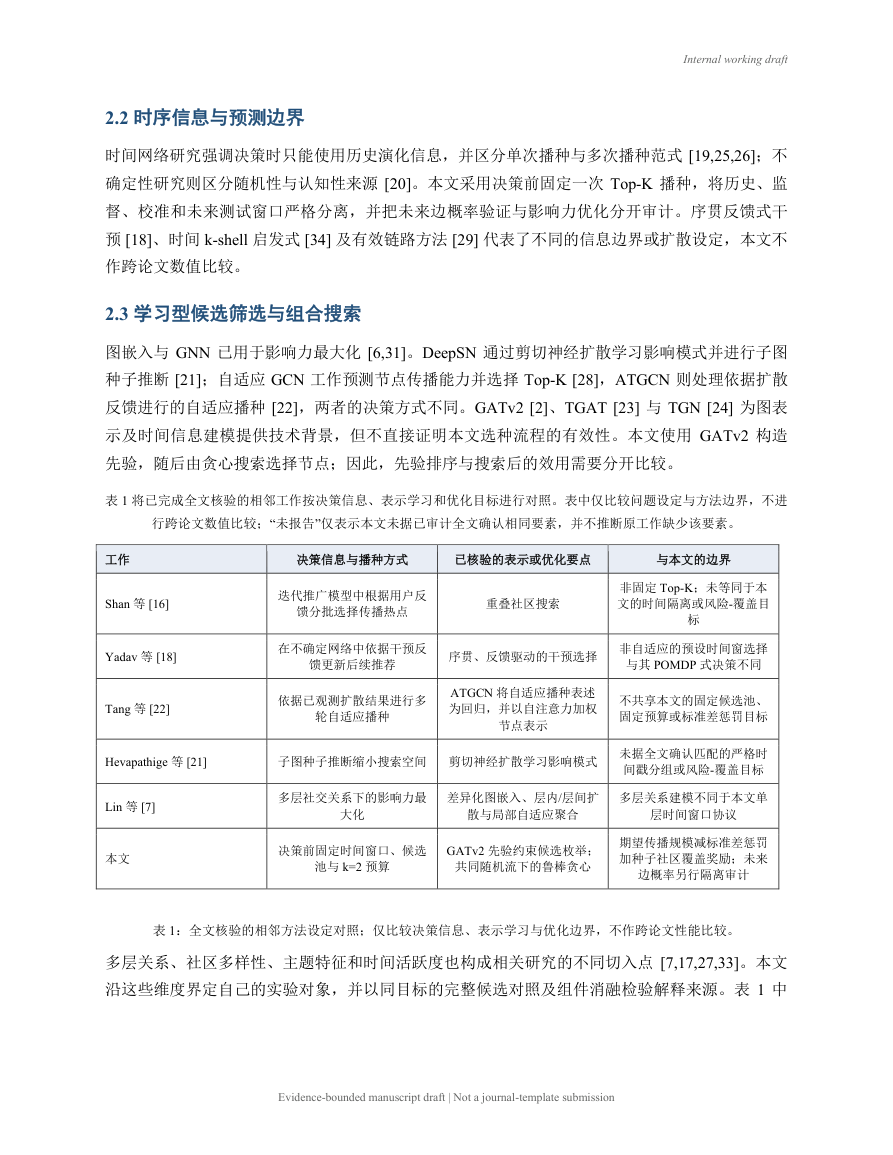 Internal working draft
2.2 时序信息与预测边界
时间网络研究强调决策时只能使用历史演化信息，并区分单次播种与多次播种范式 [19,25,26]；不
确定性研究则区分随机性与认知性来源 [20]。本文采用决策前固定一次 Top-K 播种，将历史、监
督、校准和未来测试窗口严格分离，并把未来边概率验证与影响力优化分开审计。序贯反馈式干
预 [18]、时间 k-shell 启发式 [34] 及有效链路方法 [29] 代表了不同的信息边界或扩散设定，本文不
作跨论文数值比较。
2.3 学习型候选筛选与组合搜索
图嵌入与 GNN 已用于影响力最大化 [6,31]。DeepSN 通过剪切神经扩散学习影响模式并进行子图
种子推断 [21]；自适应 GCN 工作预测节点传播能力并选择 Top-K [28]，ATGCN 则处理依据扩散
反馈进行的自适应播种 [22]，两者的决策方式不同。GATv2 [2]、TGAT [23] 与 TGN [24] 为图表
示及时间信息建模提供技术背景，但不直接证明本文选种流程的有效性。本文使用 GATv2 构造
先验，随后由贪心搜索选择节点；因此，先验排序与搜索后的效用需要分开比较。
表 1 将已完成全文核验的相邻工作按决策信息、表示学习和优化目标进行对照。表中仅比较问题设定与方法边界，不进
行跨论文数值比较；“未报告”仅表示本文未据已审计全文确认相同要素，并不推断原工作缺少该要素。
工作 决策信息与播种方式 已核验的表示或优化要点 与本文的边界
Shan 等 [16]
迭代推广模型中根据用户反
馈分批选择传播热点
重叠社区搜索
非固定 Top-K；未等同于本
文的时间隔离或风险-覆盖目
标
Yadav 等 [18]
在不确定网络中依据干预反
馈更新后续推荐
序贯、反馈驱动的干预选择
非自适应的预设时间窗选择
与其 POMDP 式决策不同
Tang 等 [22]
依据已观测扩散结果进行多
轮自适应播种
ATGCN 将自适应播种表述
为回归，并以自注意力加权
节点表示
不共享本文的固定候选池、
固定预算或标准差惩罚目标
Hevapathige 等 [21]
子图种子推断缩小搜索空间
剪切神经扩散学习影响模式
未据全文确认匹配的严格时
间戳分组或风险-覆盖目标
Lin 等 [7]
多层社交关系下的影响力最
大化
差异化图嵌入、层内/层间扩
散与局部自适应聚合
多层关系建模不同于本文单
层时间窗口协议
本文
决策前固定时间窗口、候选
池与 k=2 预算
GATv2 先验约束候选枚举；
共同随机流下的鲁棒贪心
期望传播规模减标准差惩罚
加种子社区覆盖奖励；未来
边概率另行隔离审计
表 1：全文核验的相邻方法设定对照；仅比较决策信息、表示学习与优化边界，不作跨论文性能比较。
多层关系、社区多样性、主题特征和时间活跃度也构成相关研究的不同切入点 [7,17,27,33]。本文
沿这些维度界定自己的实验对象，并以同目标的完整候选对照及组件消融检验解释来源。表 1 中
Evidence-bounded manuscript draft | Not a journal-template submission